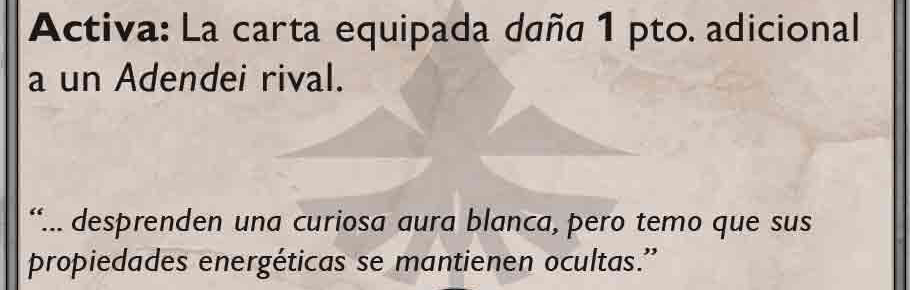 Activa: La carta equipada daña 1 pto. adicional
a un Adendei rival.
“... desprenden una curiosa aura blanca, pero temo que sus
propiedades energéticas se mantienen ocultas.”